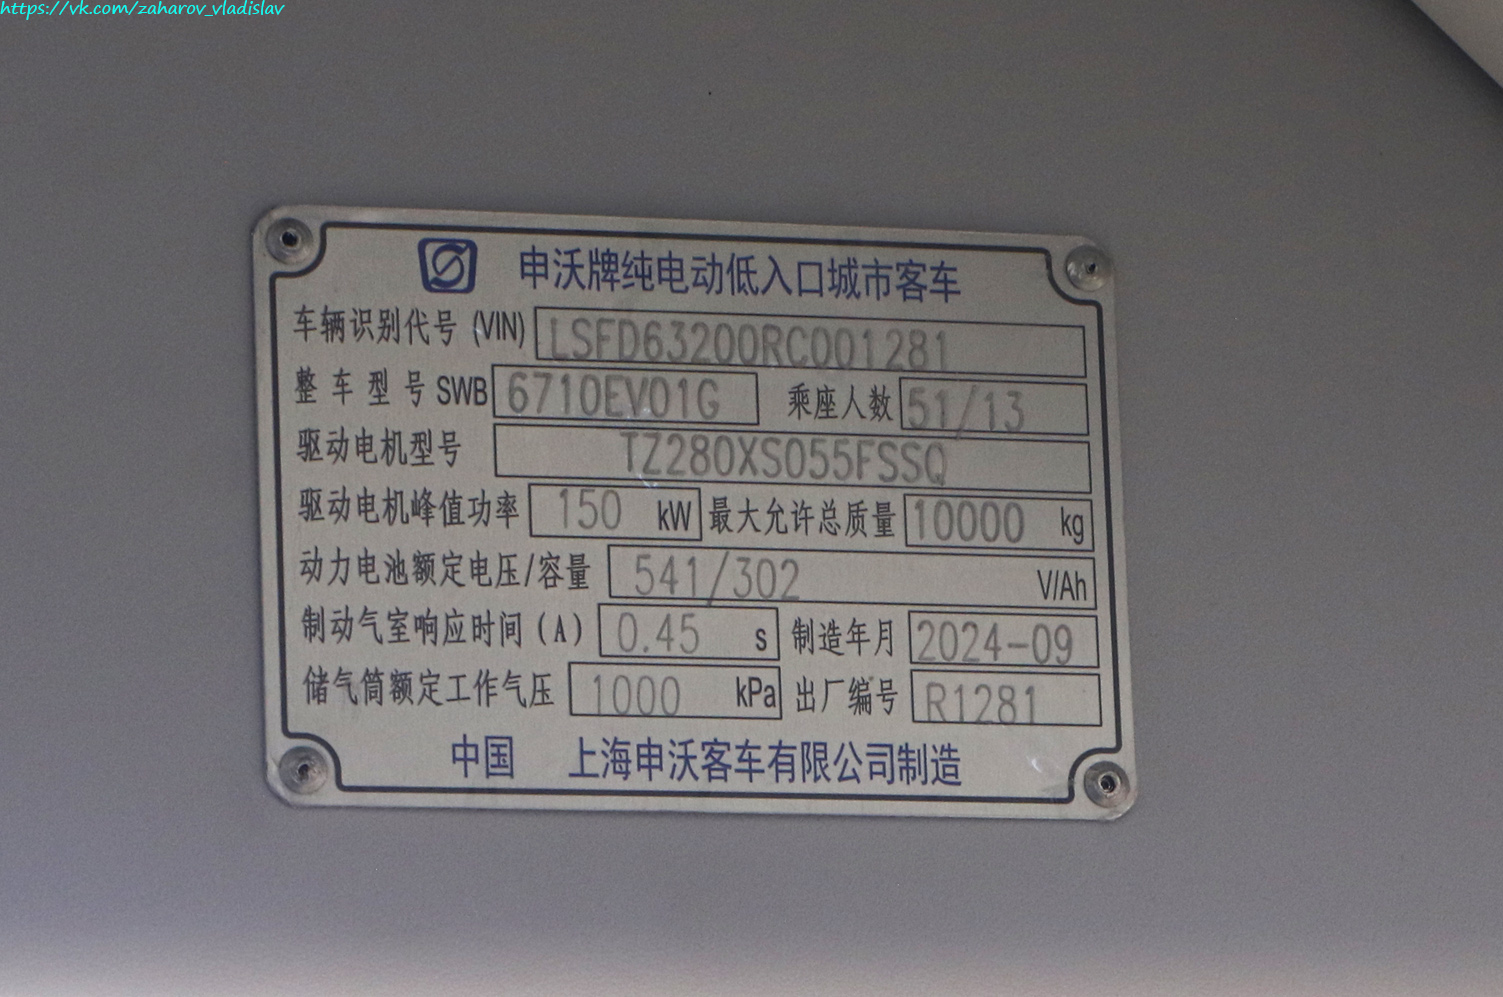 https://vk.com/zaharov_vladislav
申沃牌纯电动低入口城市客车
车辆识别代号 (VIN) LSFD63200RC001281
整车型号 SWB 6710EV01G 乘座人数 51/13
驱动电机型号 TZ280XS055FSSQ
驱动电机峰值功率 150 kW 最大允许总质量 10000 kg
动力电池额定电压/容量 541/302 V/Ah
制动气室响应时间 (A) 0.45 s 制造年月 2024-09
储气筒额定工作气压 1000 kPa 出厂编号 R1281
中国 上海申沃客车有限公司制造